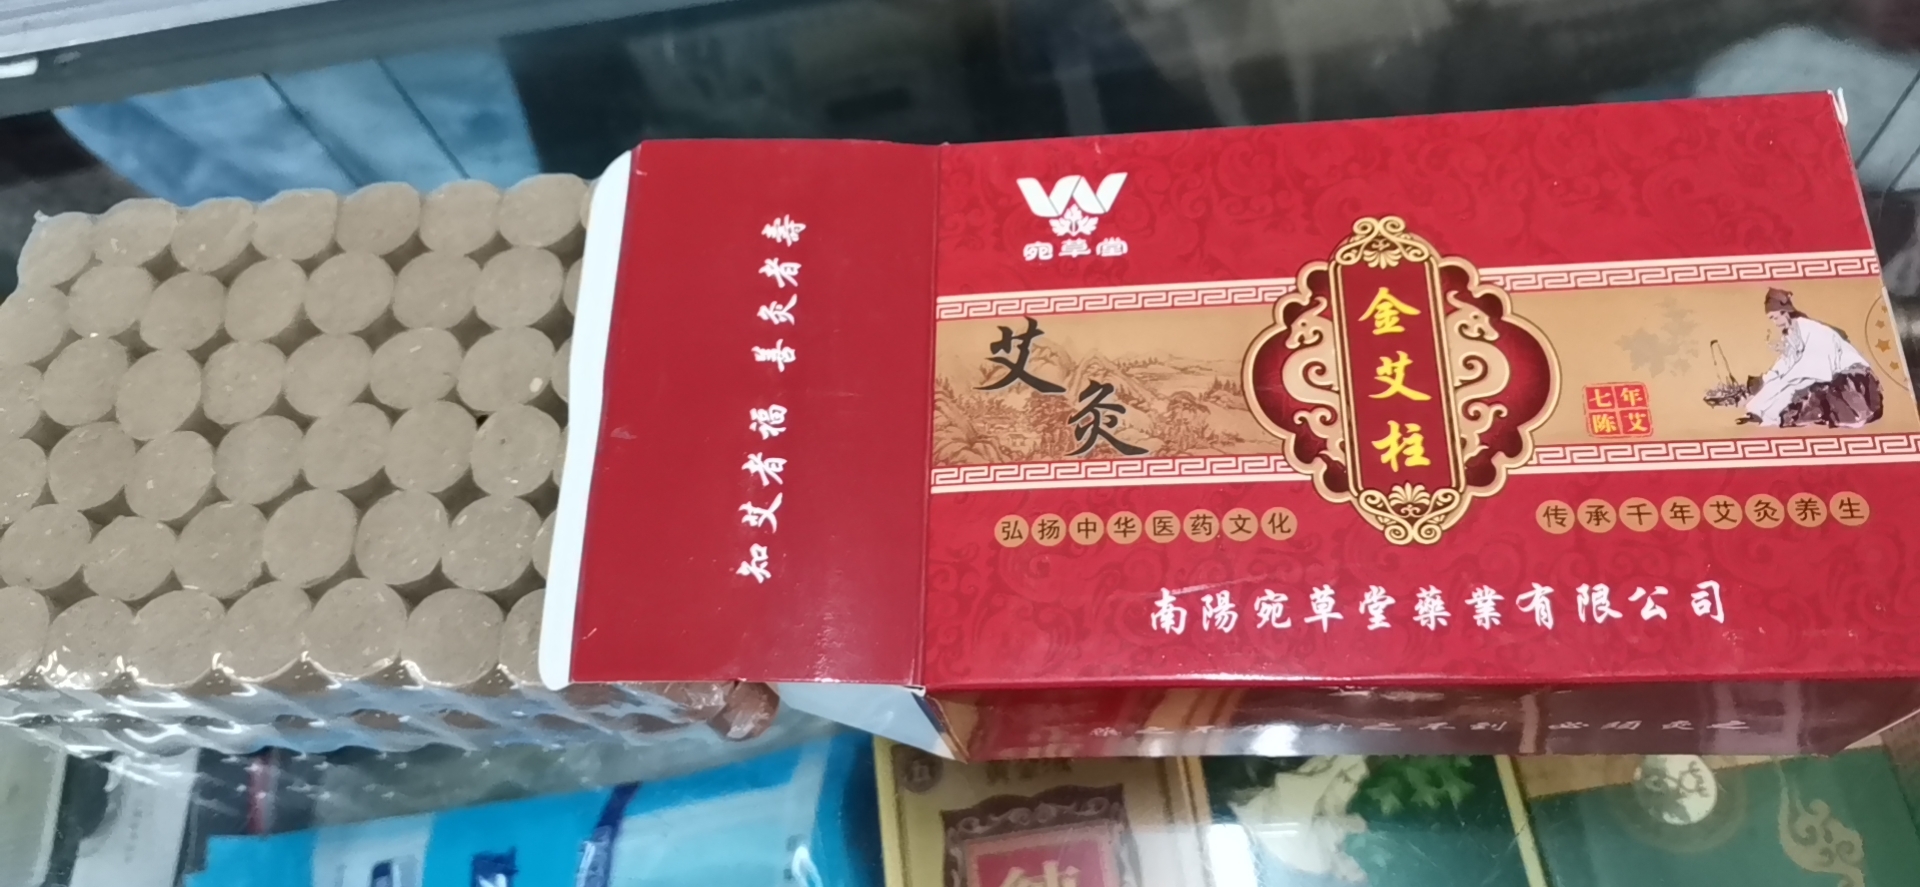 知艾者福 善灸者寿
宛草堂
艾灸
金艾柱
七年
陈艾
弘扬中华医药文化
传承千年艾灸养生
南陽宛草堂藥業有限公司